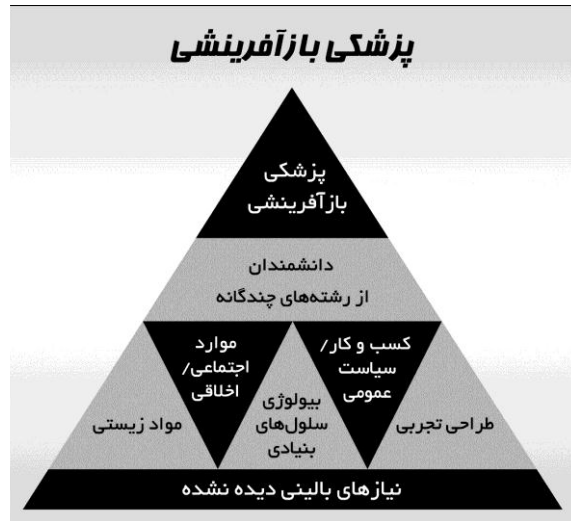 پزشکی بازآفرینشی
پزشکی
بازآفرینشی
دانشمندان
از رشته‌های چندگانه
کسب و کار/
سیاست
عمومی
موارد
اجتماعی/
اخلاقی
طراحی تجربی
بیولوژی
سلول‌های
بنیادی
مواد زیستی
نیازهای بالینی دیده نشده